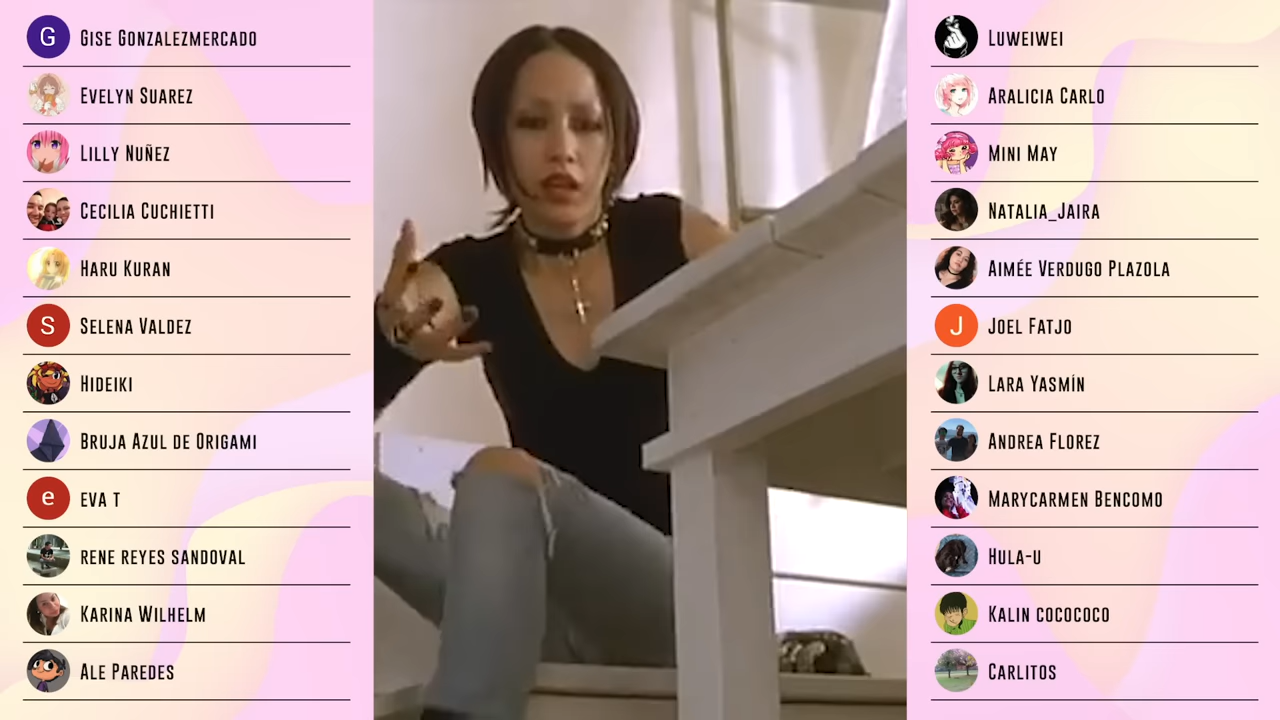 G GISE GONZALEZMERCADO
EVELYN SUAREZ
LILLY NUÑEZ
CECILIA CUCHIETTI
HARU KURAN
S SELENA VALDEZ
HIDEIKI
BRUJA AZUL DE ORIGAMI
e EVA T
RENE REYES SANDOVAL
KARINA WILHELM
ALE PAREDES
LUWEIWEI
ARALICIA CARLO
MINI MAY
NATALIA_JAIRA
AIMÉE VERDUGO PLAZOLA
J JOEL FATJO
LARA YASMÍN
ANDREA FLOREZ
MARYCARMEN BENCOMO
HULA-U
KALIN COCOCOCO
CARLITOS